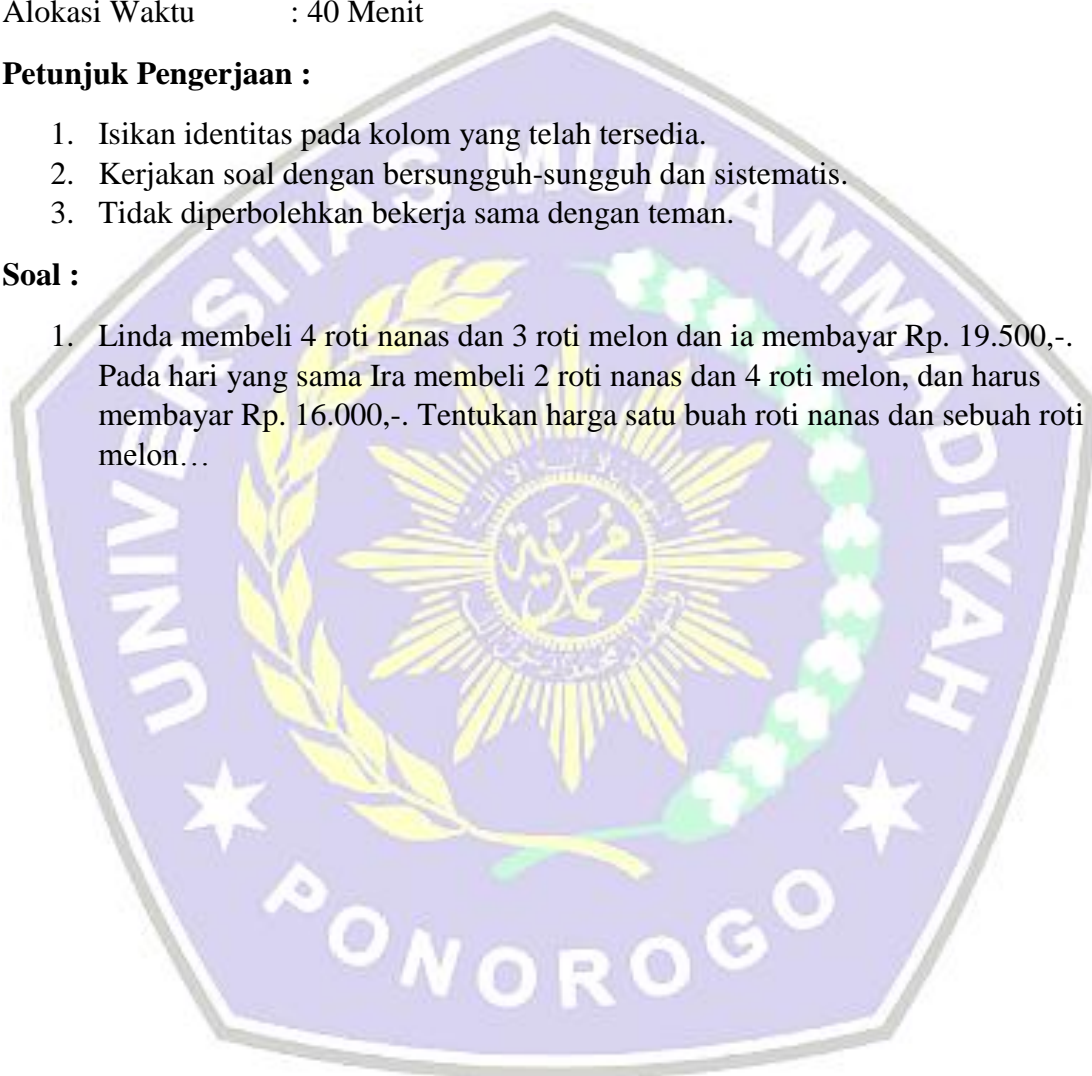 Alokasi Waktu : 40 Menit
Petunjuk Pengerjaan :
1. Isikan identitas pada kolom yang telah tersedia.
2. Kerjakan soal dengan bersungguh-sungguh dan sistematis.
3. Tidak diperbolehkan bekerja sama dengan teman.
Soal :
1. Linda membeli 4 roti nanas dan 3 roti melon dan ia membayar Rp. 19.500,-.
Pada hari yang sama Ira membeli 2 roti nanas dan 4 roti melon, dan harus
membayar Rp. 16.000,-. Tentukan harga satu buah roti nanas dan sebuah roti
melon…
UNIVERSITAS MUHAMMADIYAH
PONOROGO